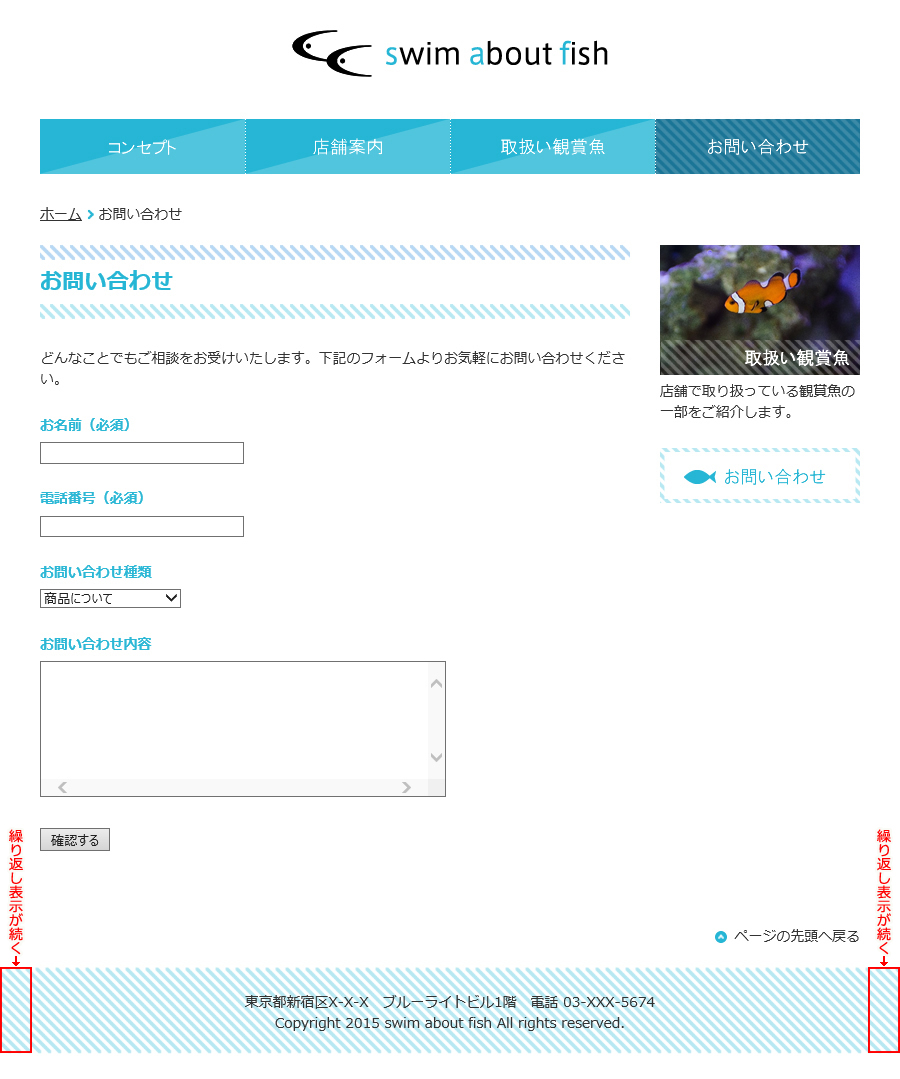 swim about fish
コンセプト
店舗案内
取扱い観賞魚
お問い合わせ
ホーム
お問い合わせ
お問い合わせ
どんなことでもご相談をお受けいたします。下記のフォームよりお気軽にお問い合わせくださ
い。
お名前（必須）
電話番号（必須）
お問い合わせ種類
商品について
お問い合わせ内容
確認する
取扱い観賞魚
店舗で取り扱っている観賞魚の
一部をご紹介します。
お問い合わせ
繰り返し表示が続く
繰り返し表示が続く
ページの先頭へ戻る
東京都新宿区X-X-X　ブルーライトビル1階　電話 03-XXX-5674
Copyright 2015 swim about fish All rights reserved.